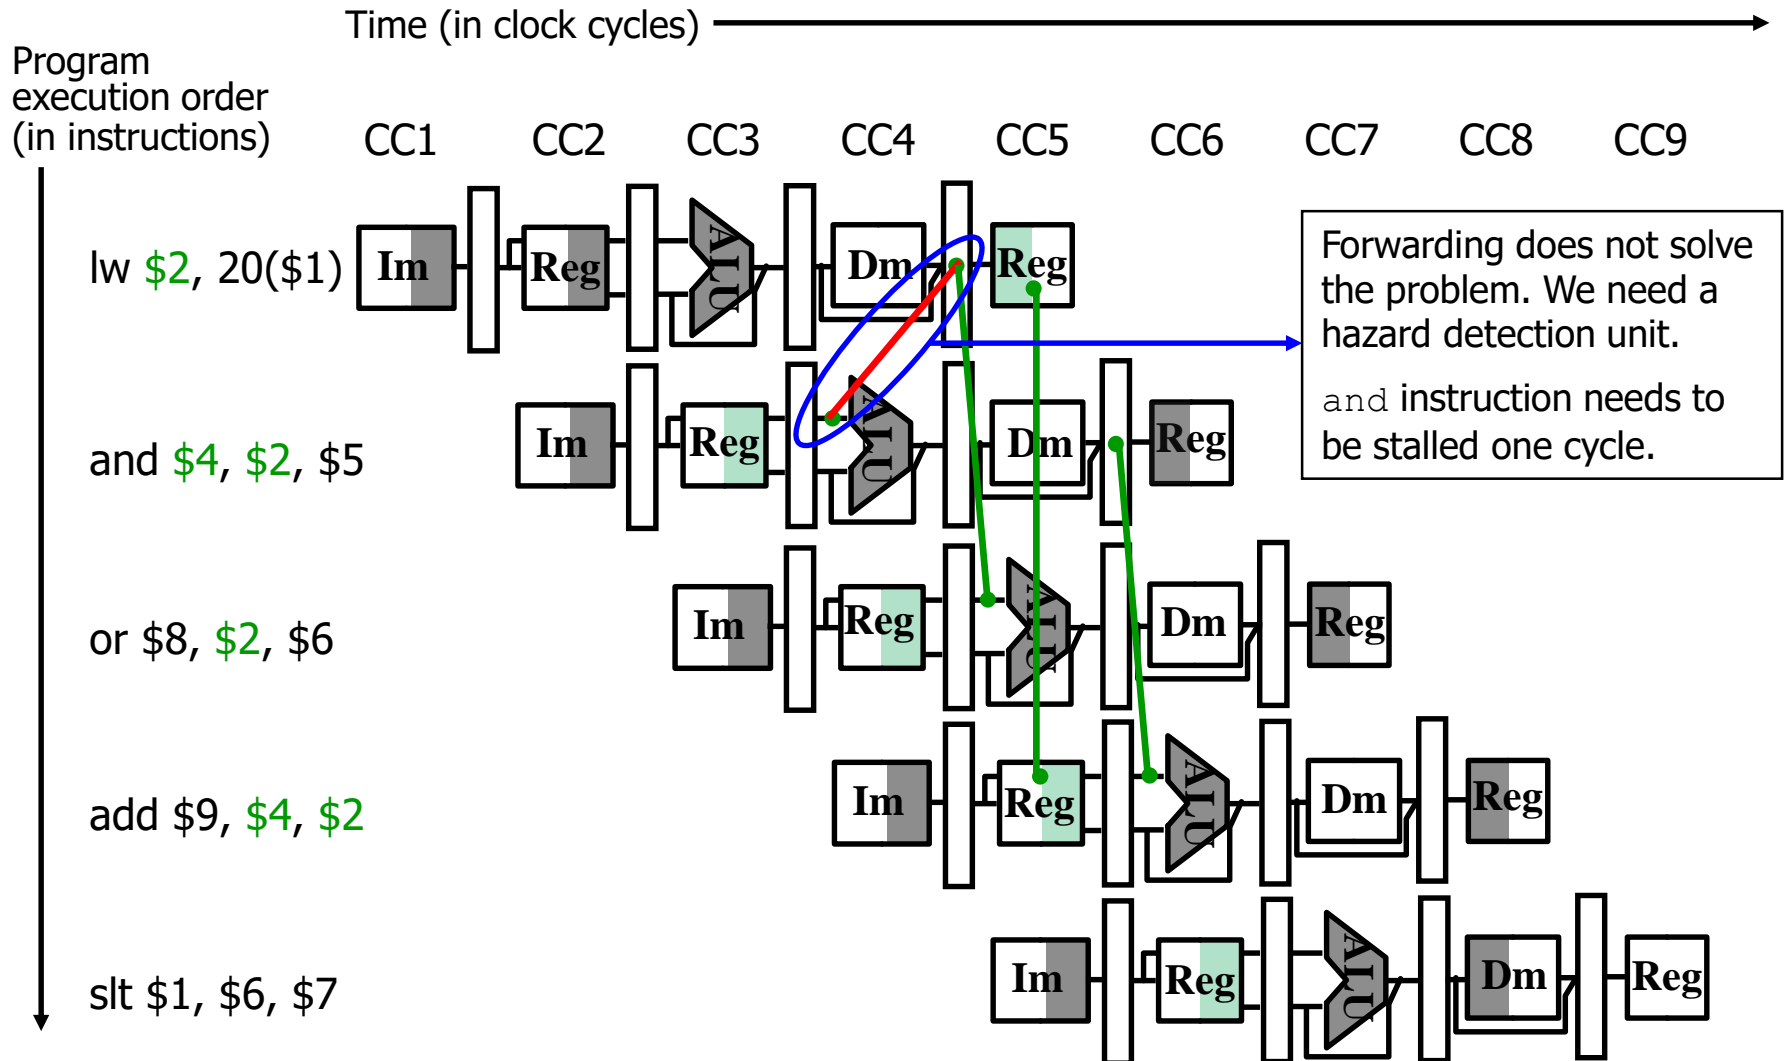 Time (in clock cycles)
Program
execution order
(in instructions)
CC1 CC2 CC3 CC4 CC5 CC6 CC7 CC8 CC9
lw $2, 20($1)
Im Reg ALU Dm Reg
Forwarding does not solve
the problem. We need a
hazard detection unit.
and instruction needs to
be stalled one cycle.
and $4, $2, $5
Im Reg ALU Dm Reg
or $8, $2, $6
Im Reg ALU Dm Reg
add $9, $4, $2
Im Reg ALU Dm Reg
slt $1, $6, $7
Im Reg ALU Dm Reg